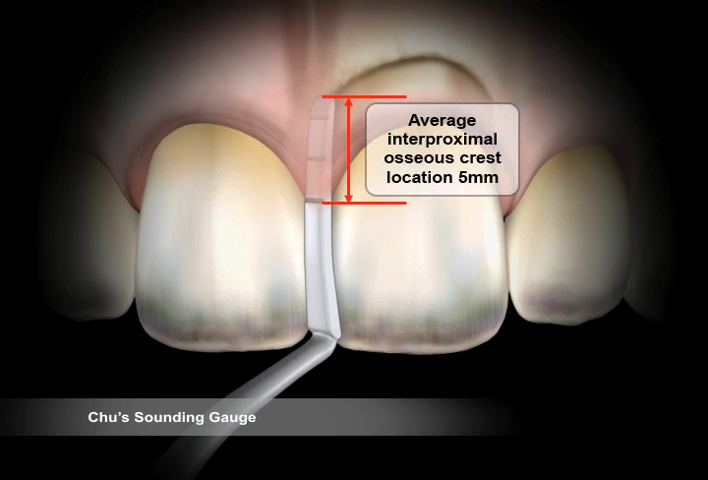 Average
interproximal
osseous crest
location 5mm
Chu's Sounding Gauge